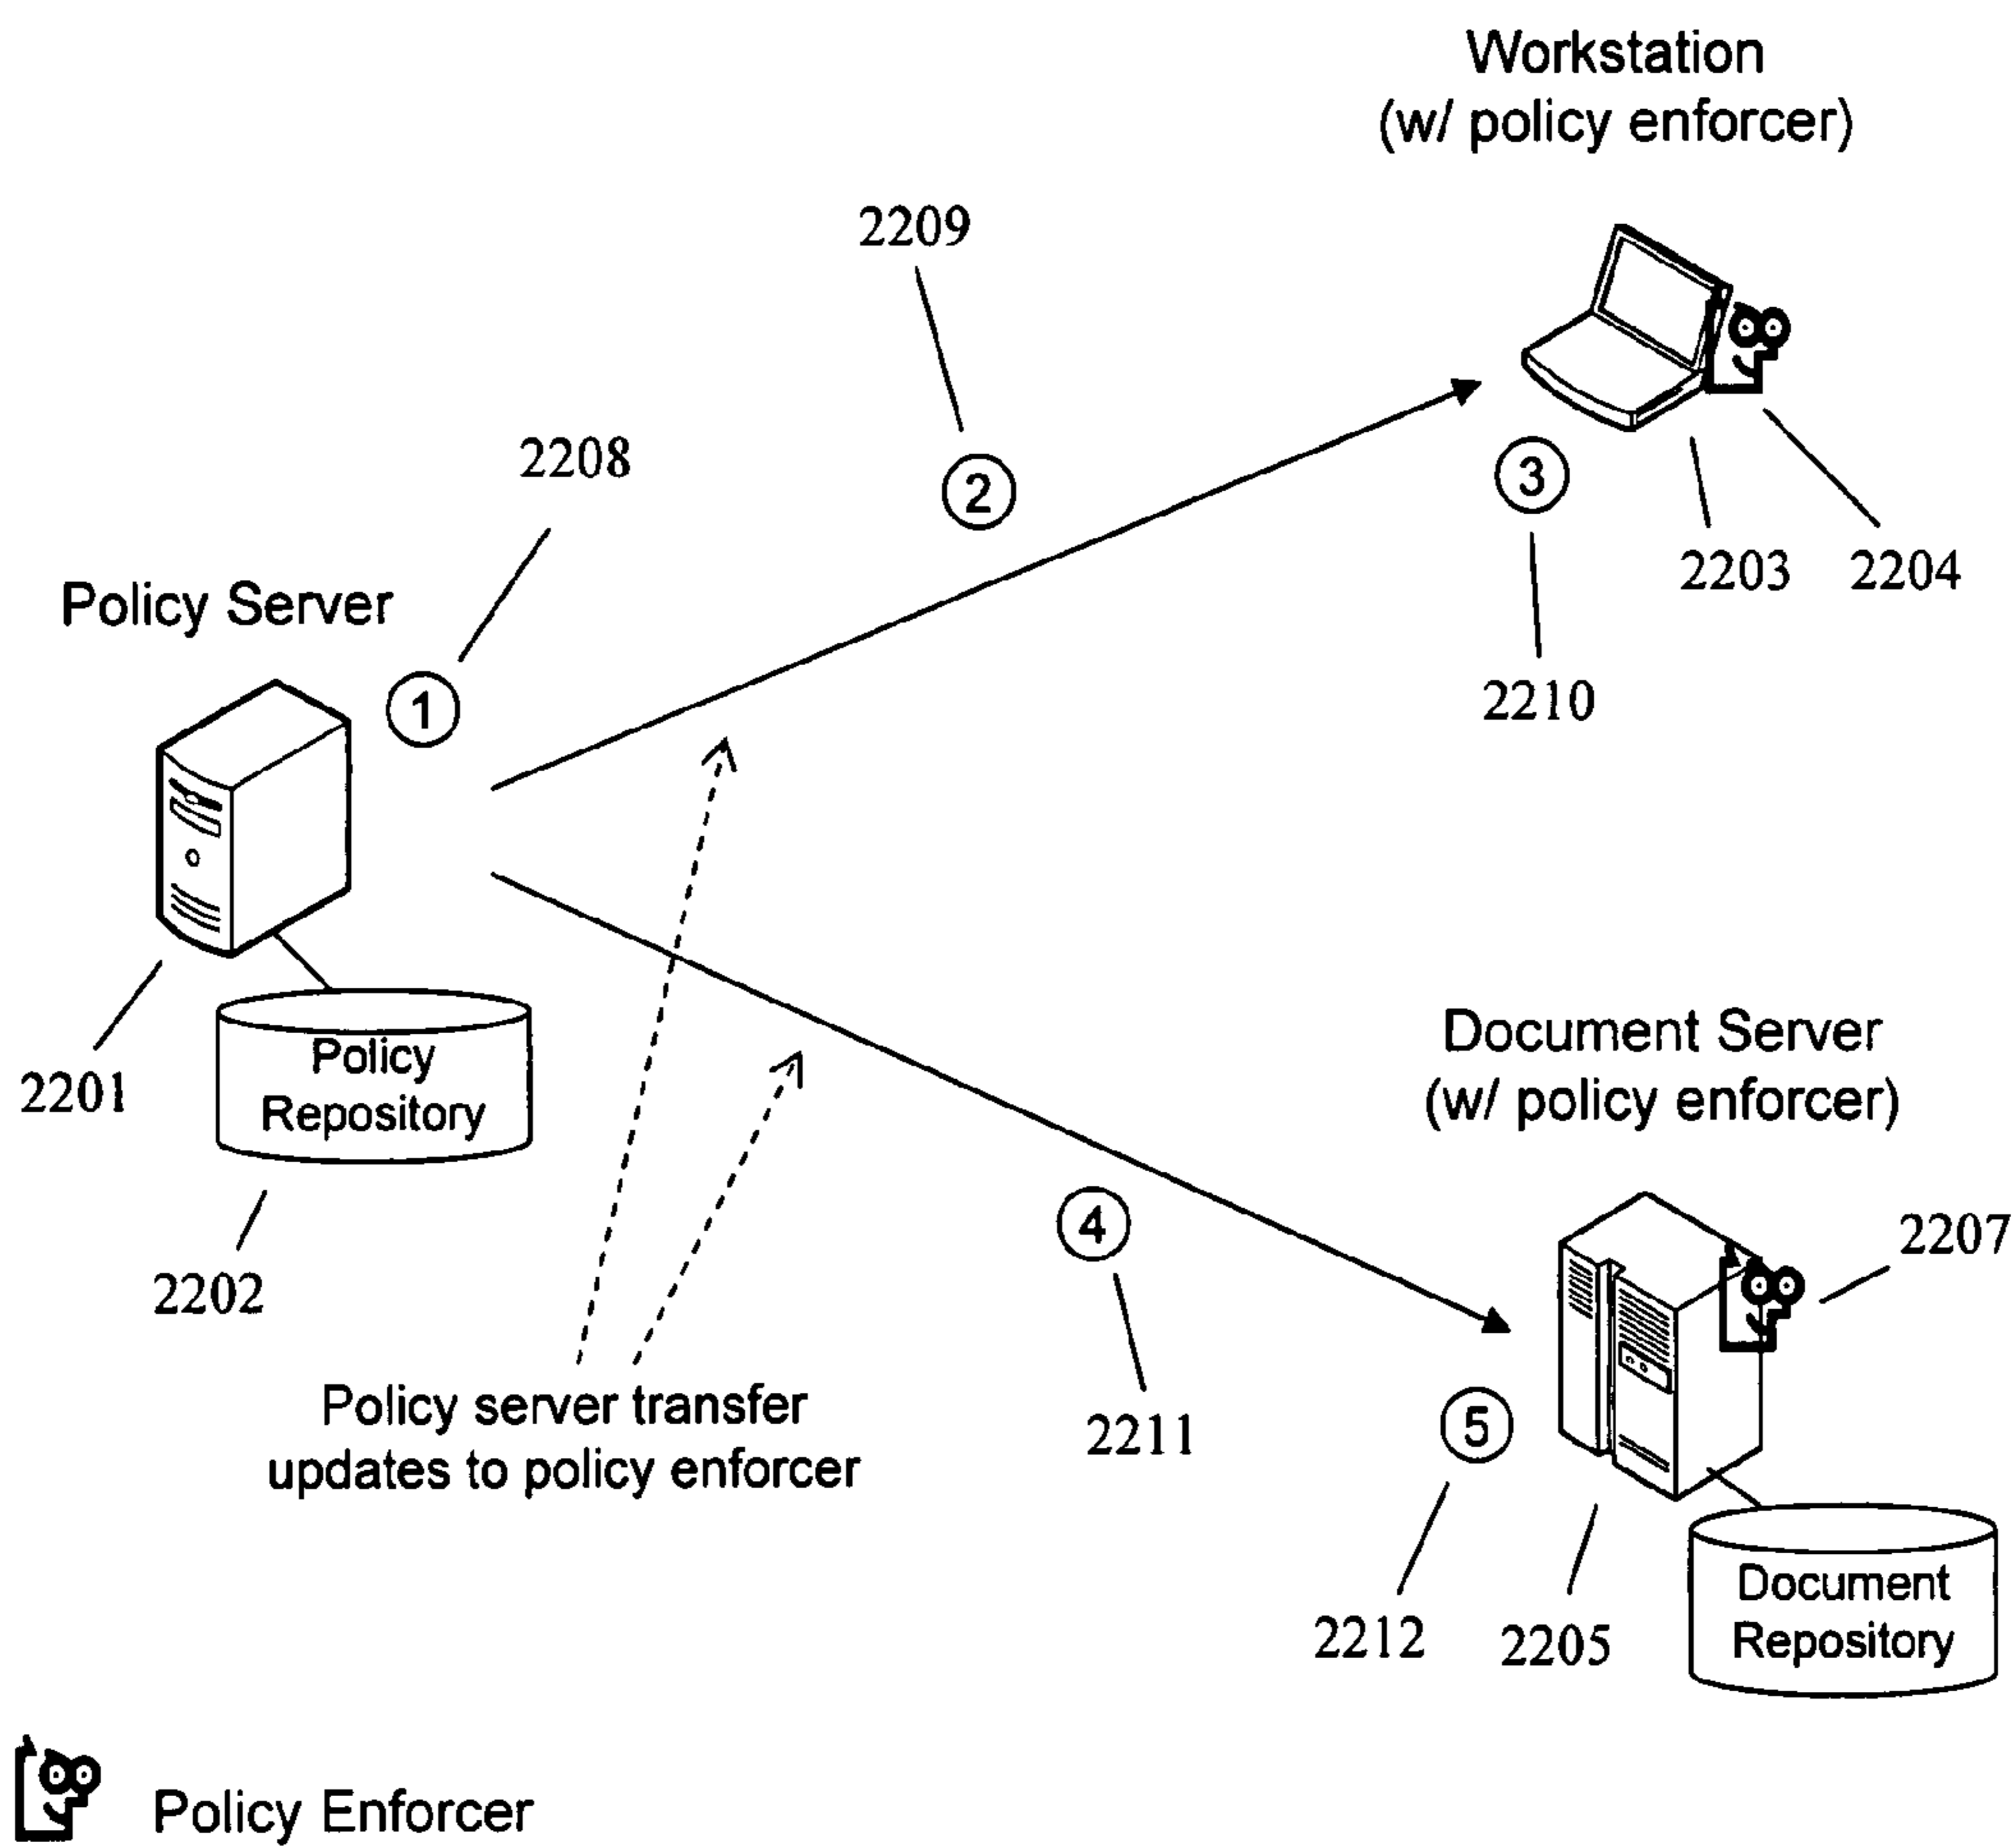 Workstation
(w/ policy enforcer)
2209
2208
2
3
2203
2204
Policy Server
1
2210
Policy
Repository
2201
2202
Document Server
(w/ policy enforcer)
4
2207
Policy server transfer
updates to policy enforcer
2211
5
2212
2205
Document
Repository
Policy Enforcer